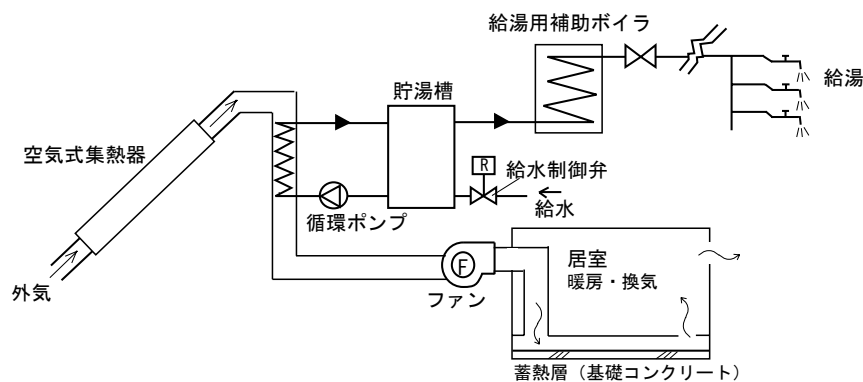 給湯用補助ボイラ
貯湯槽
給湯
空気式集熱器
R
給水制御弁
給水
循環ポンプ
外気
F
ファン
居室
暖房・換気
蓄熱層（基礎コンクリート）